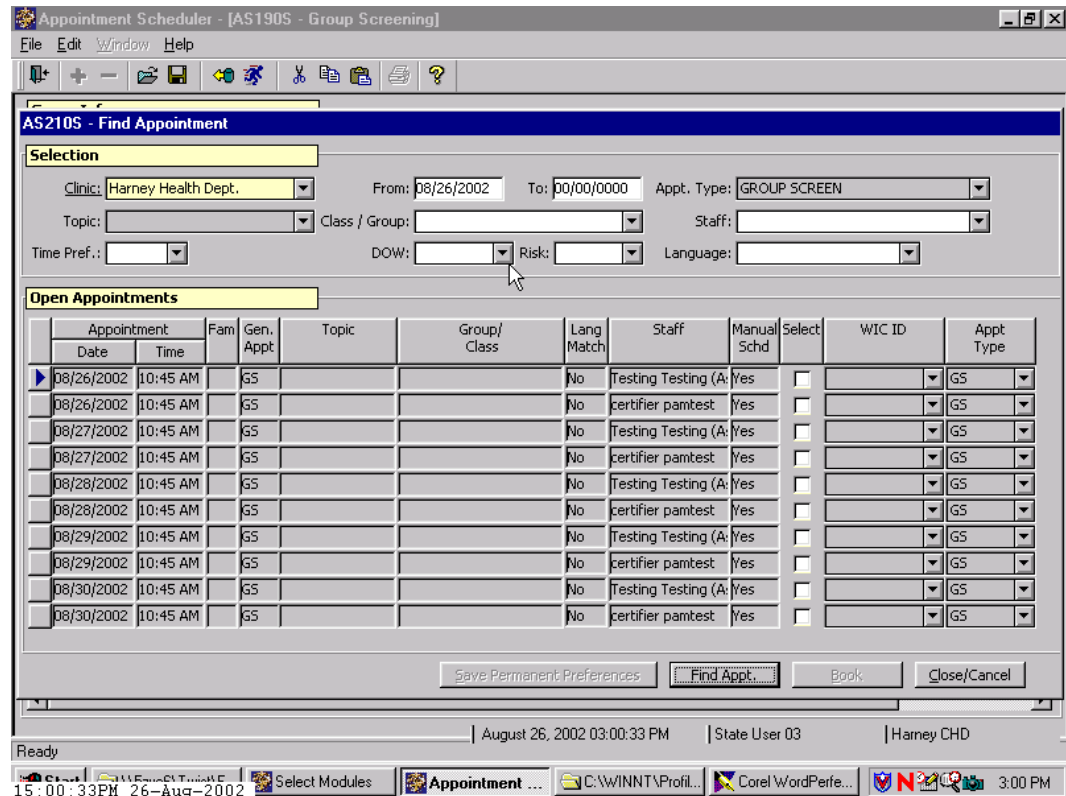 Appointment Scheduler - [AS190S - Group Screening]
File Edit Window Help
AS210S - Find Appointment
Selection
Clinic: Harney Health Dept. From: 08/26/2002 To: 00/00/0000 Appt. Type: GROUP SCREEN
Topic: Class / Group: Staff:
Time Pref.: DOW: Risk: Language:
Open Appointments
Appointment Fam Gen. Appt Topic Group/ Class Lang Match Staff Manual Schd Select WIC ID Appt Type
Date Time
08/26/2002 10:45 AM GS No Testing Testing (A: Yes GS
08/26/2002 10:45 AM GS No certifier pamtest Yes GS
08/27/2002 10:45 AM GS No Testing Testing (A: Yes GS
08/27/2002 10:45 AM GS No certifier pamtest Yes GS
08/28/2002 10:45 AM GS No Testing Testing (A: Yes GS
08/28/2002 10:45 AM GS No certifier pamtest Yes GS
08/29/2002 10:45 AM GS No Testing Testing (A: Yes GS
08/29/2002 10:45 AM GS No certifier pamtest Yes GS
08/30/2002 10:45 AM GS No Testing Testing (A: Yes GS
08/30/2002 10:45 AM GS No certifier pamtest Yes GS
Save Permanent Preferences Find Appt. Book Close/Cancel
August 26, 2002 03:00:33 PM State User 03 Harney CHD
Ready
Start Select Modules Appointment ... C:\WINNT\Profil... Corel WordPerfe... 3:00 PM
15:00:33PM 26-Aug-2002